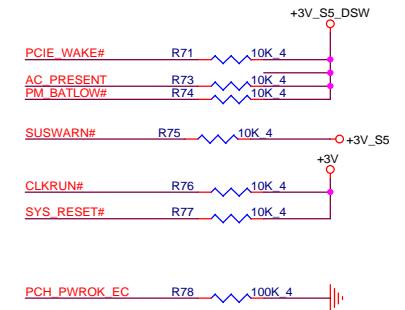 +3V_S5_DSW
PCIE_WAKE# R71 10K_4
AC_PRESENT R73 10K_4
PM_BATLOW# R74 10K_4
SUSWARN# R75 10K_4 +3V_S5
+3V
CLKRUN# R76 10K_4
SYS_RESET# R77 10K_4
PCH_PWROK_EC R78 100K_4